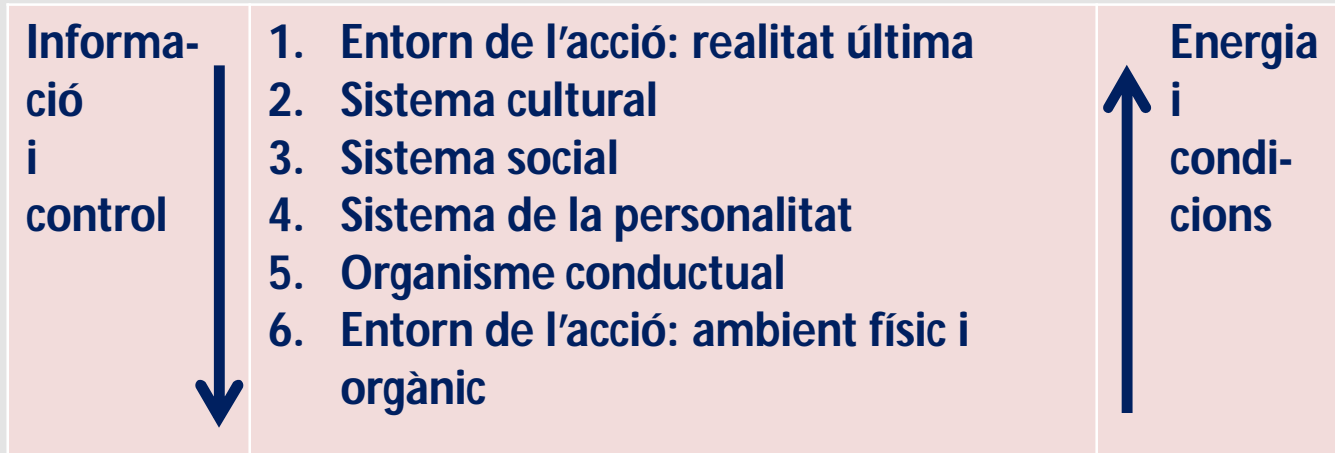 Informa-
ció
i
control
1. Entorn de l'acció: realitat última
2. Sistema cultural
3. Sistema social
4. Sistema de la personalitat
5. Organisme conductual
6. Entorn de l'acció: ambient físic i
orgànic
Energia
i
condi-
cions